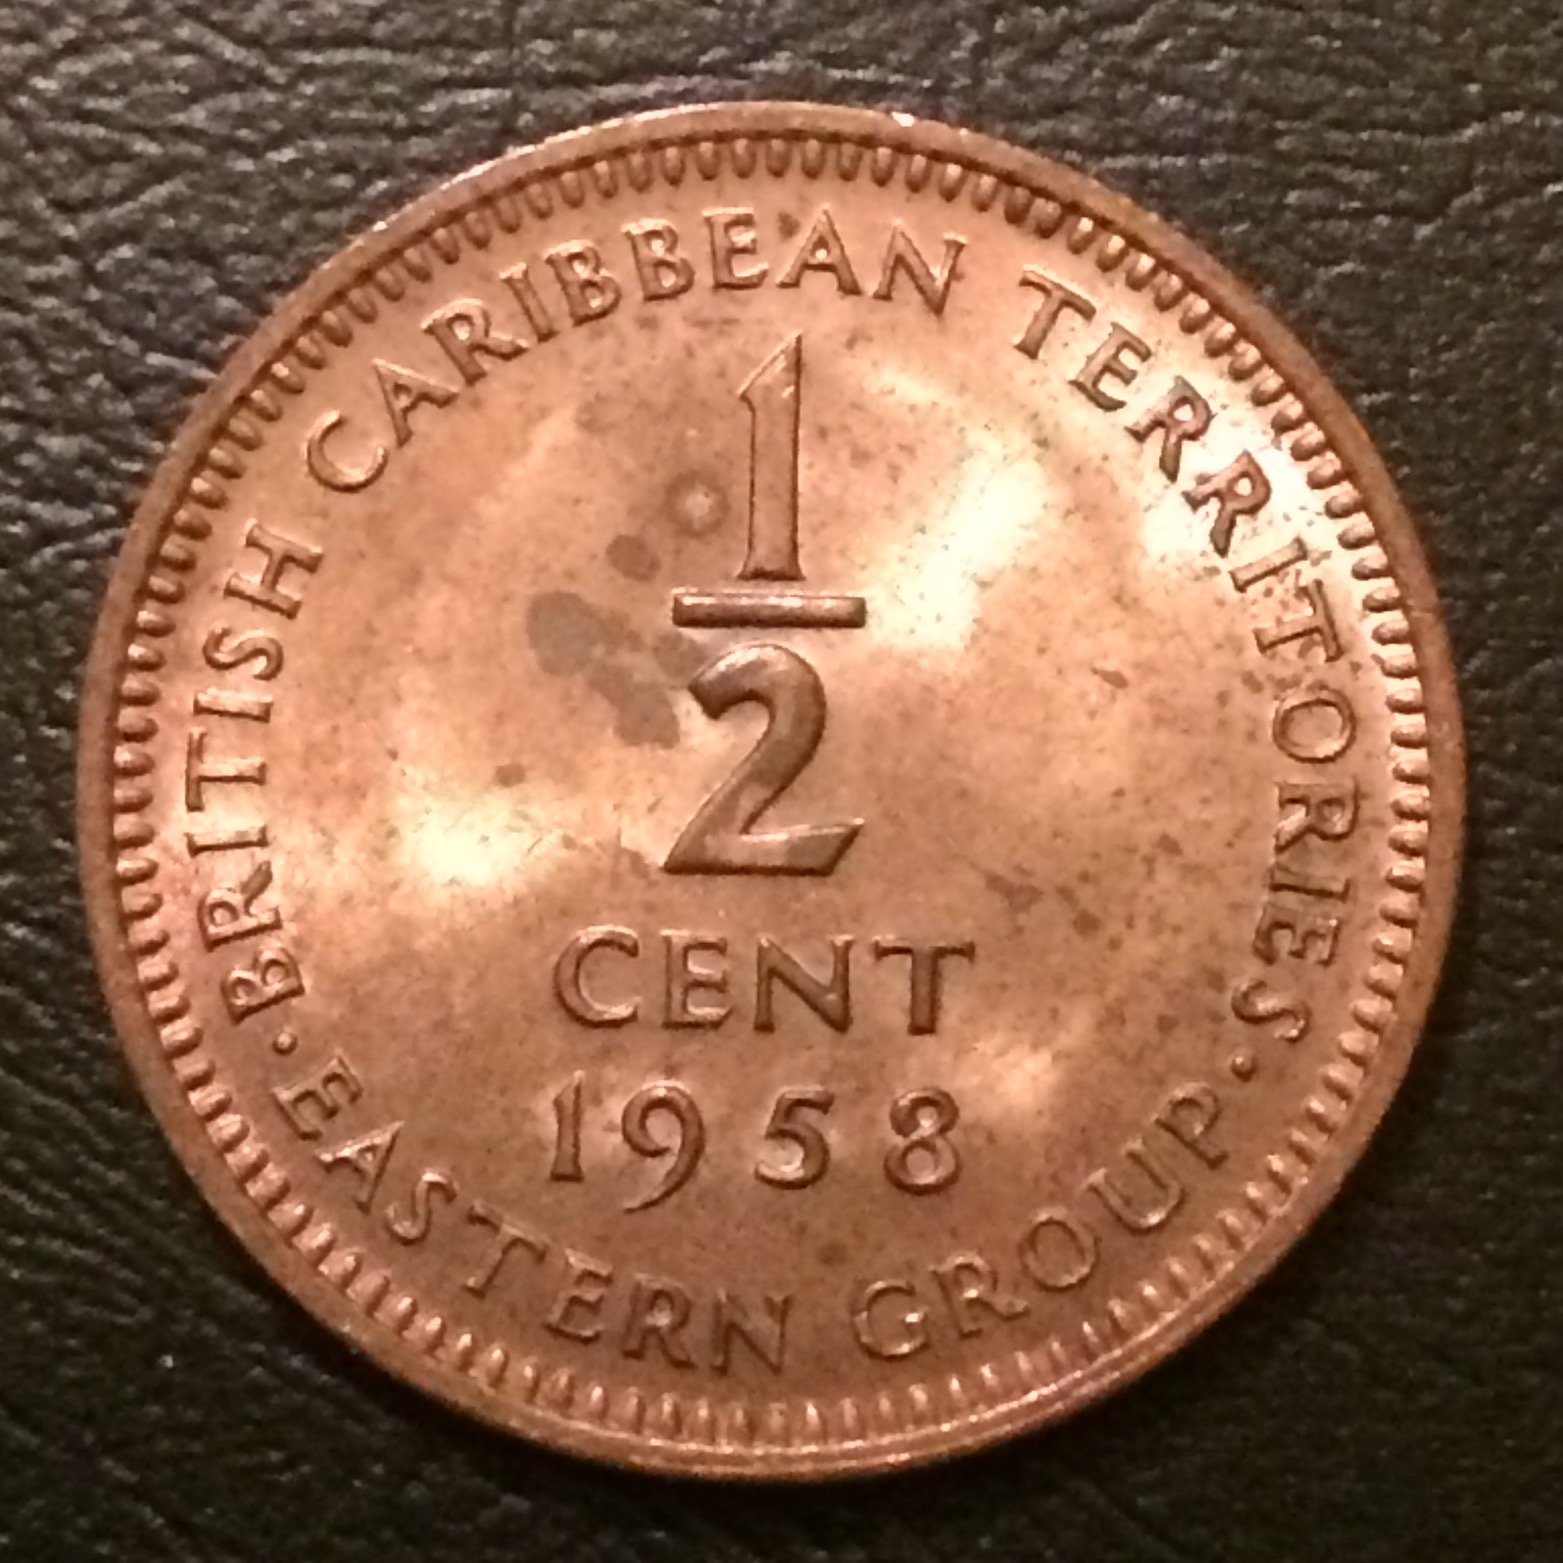 BRITISH CARIBBEAN TERRITORIES
1/2
CENT
1958
·EASTERN GROUP·